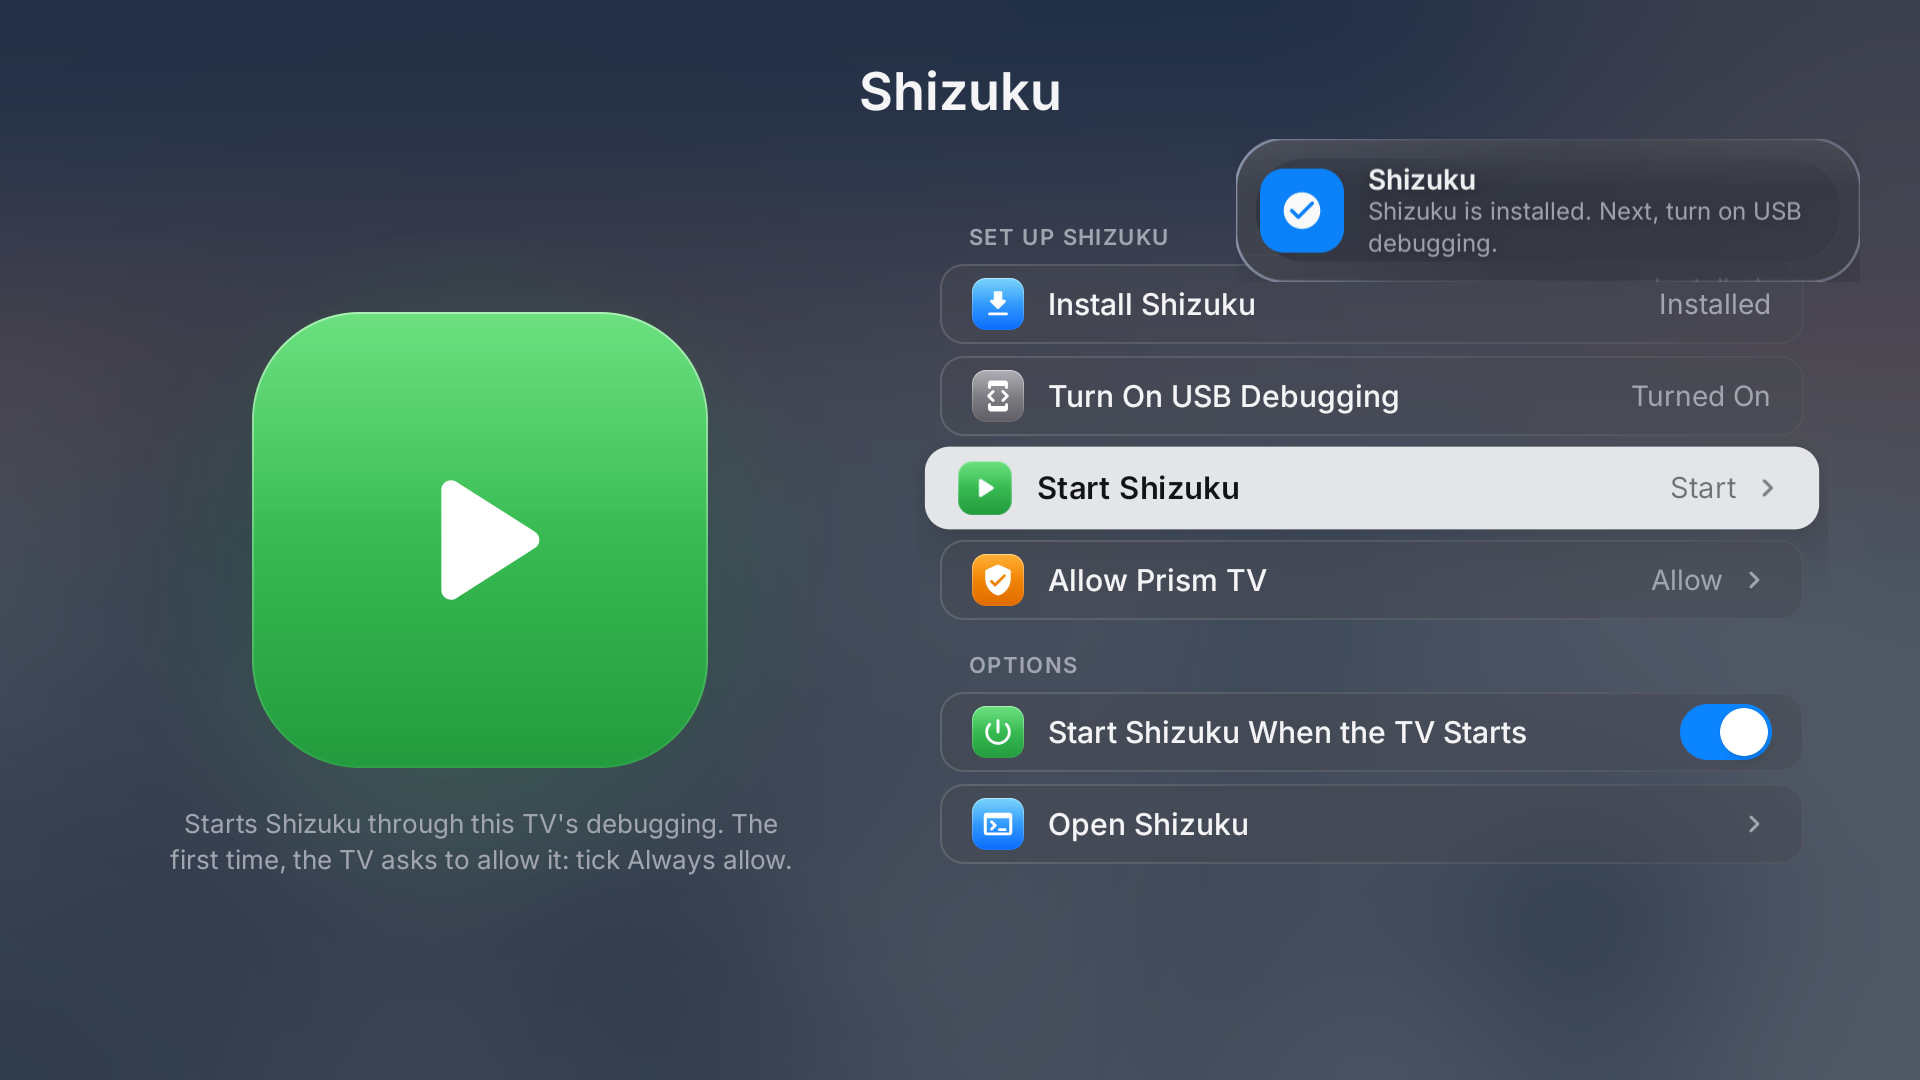 Shizuku
Shizuku
Shizuku is installed. Next, turn on USB
debugging.
SET UP SHIZUKU
Install Shizuku
Installed
Turn On USB Debugging
Turned On
Start Shizuku
Start
Allow Prism TV
Allow
OPTIONS
Start Shizuku When the TV Starts
Open Shizuku
Starts Shizuku through this TV's debugging. The
first time, the TV asks to allow it: tick Always allow.